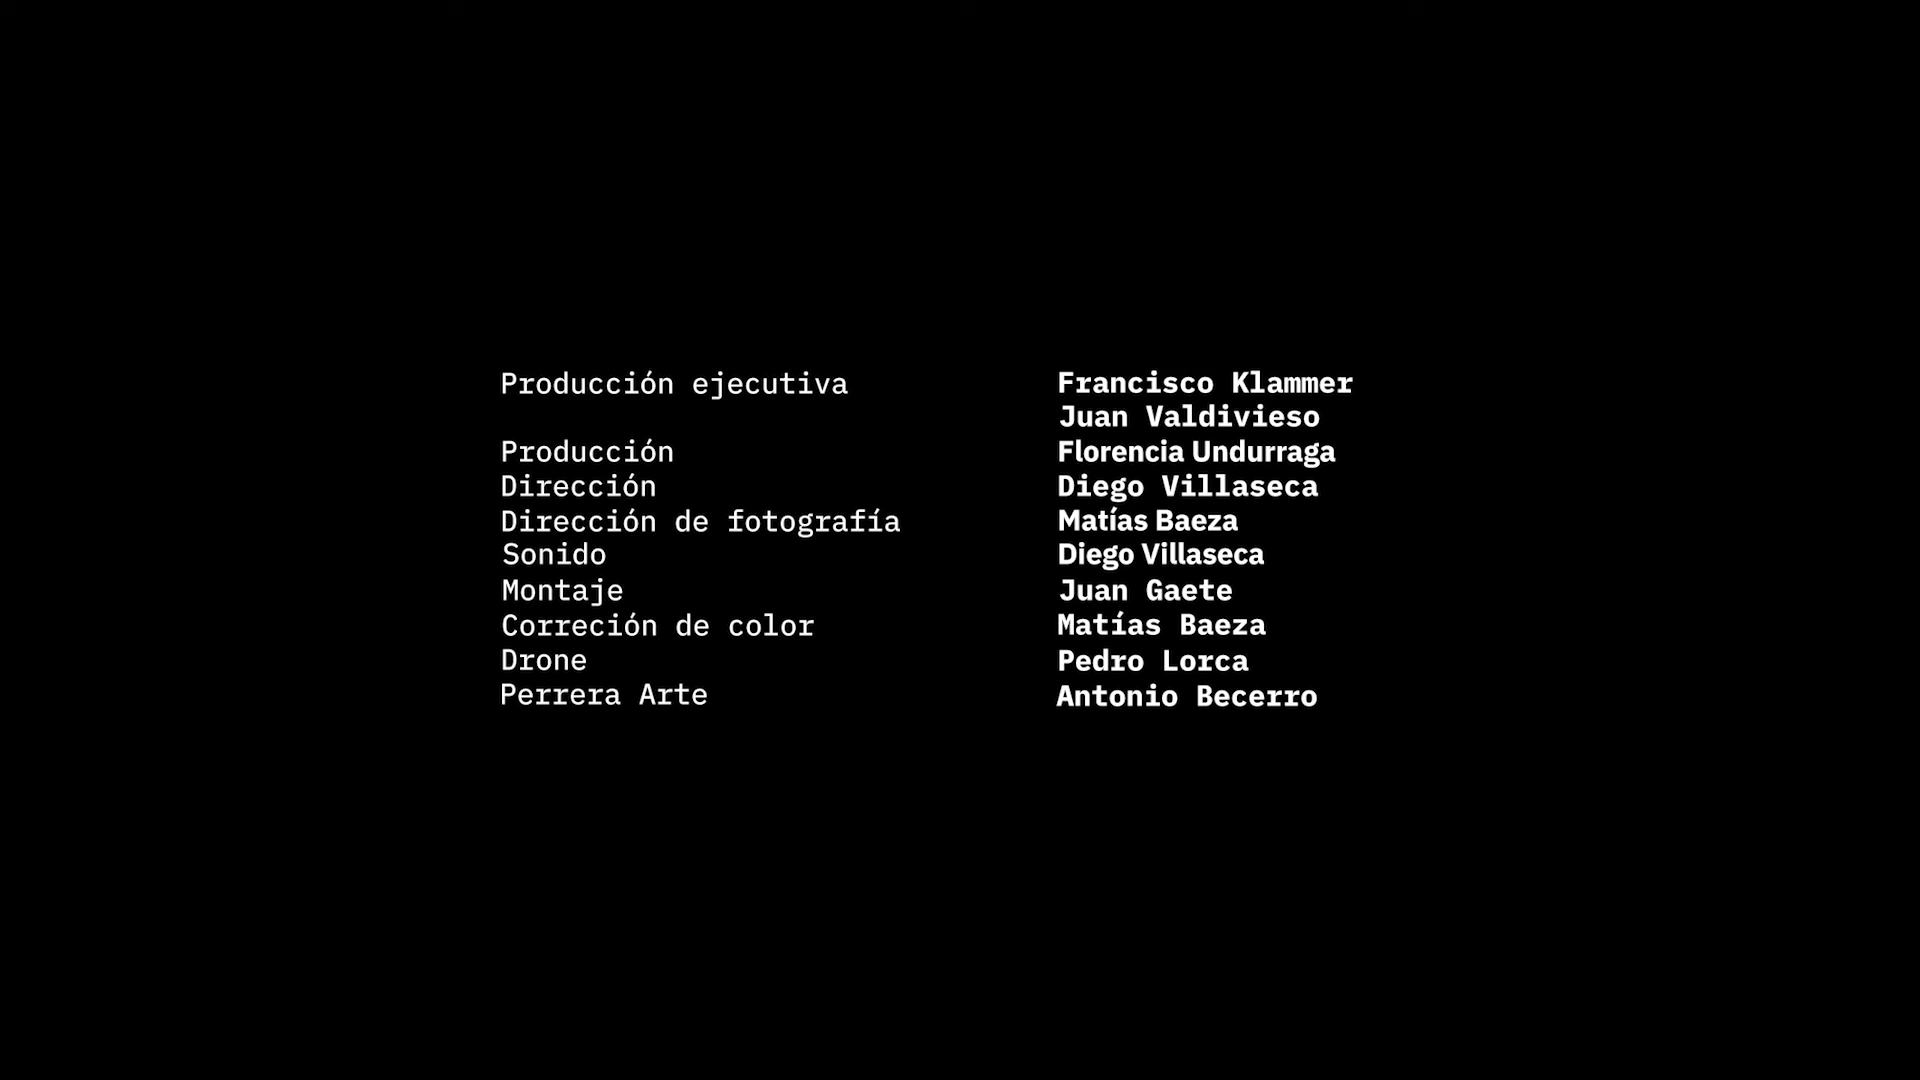 Producción ejecutiva Francisco Klammer
Juan Valdivieso
Producción Florencia Undurraga
Dirección Diego Villaseca
Dirección de fotografía Matías Baeza
Sonido Diego Villaseca
Montaje Juan Gaete
Correción de color Matías Baeza
Drone Pedro Lorca
Perrera Arte Antonio Becerro